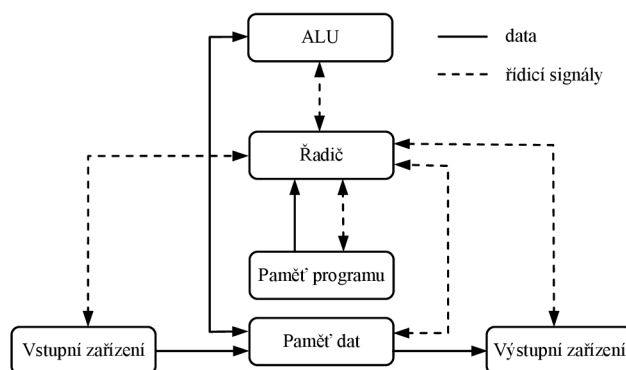 ALU
data
řídicí signály
Řadič
Paměť programu
Vstupní zařízení
Paměť dat
Výstupní zařízení